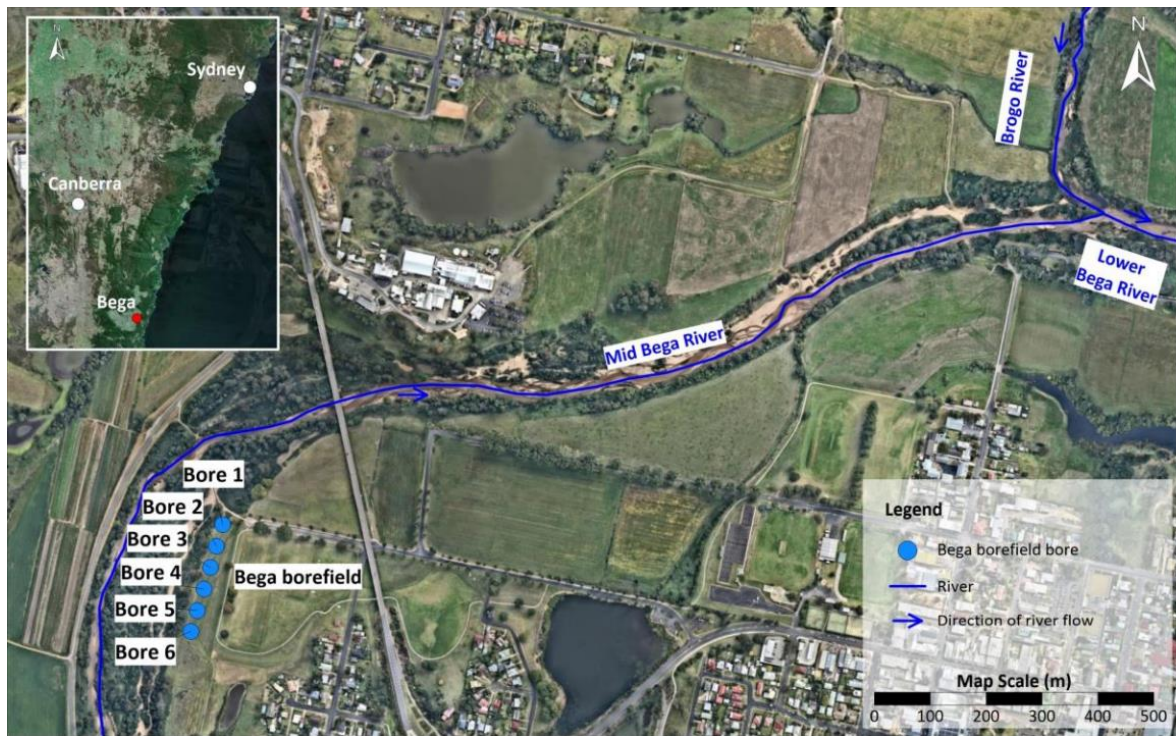 N
Sydney
Canberra
Bega
N
Brogo River
Lower
Bega River
Mid Bega River
Bore 1
Bore 2
Bore 3
Bore 4
Bore 5
Bore 6
Bega borefield
Legend
Bega borefield bore
River
Direction of river flow
Map Scale (m)
0 100 200 300 400 500